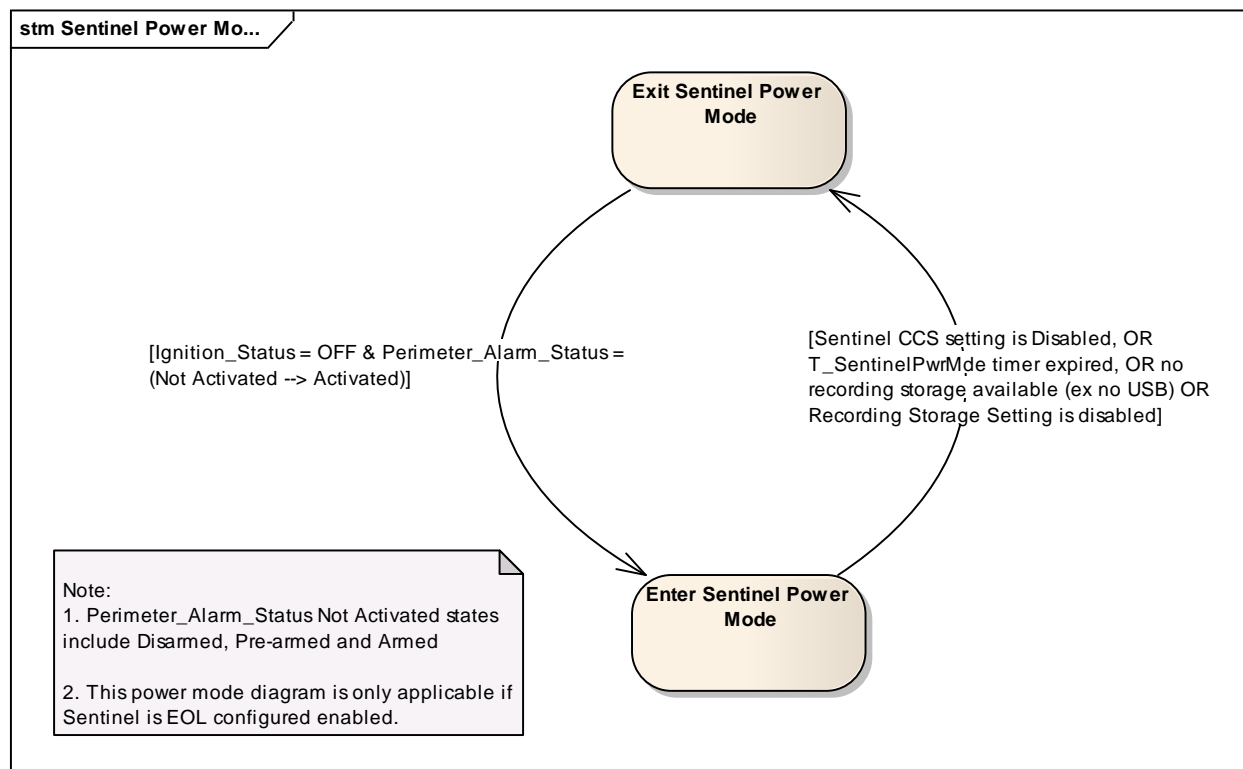 stm Sentinel Power Mo...
Exit Sentinel Power
Mode
[Ignition_Status = OFF & Perimeter_Alarm_Status =
(Not Activated --> Activated)]
[Sentinel CCS setting is Disabled, OR
T_SentinelPwrMde timer expired, OR no
recording storage available (ex no USB) OR
Recording Storage Setting is disabled]
Enter Sentinel Power
Mode
Note:
1. Perimeter_Alarm_Status Not Activated states
include Disarmed, Pre-armed and Armed
2. This power mode diagram is only applicable if
Sentinel is EOL configured enabled.